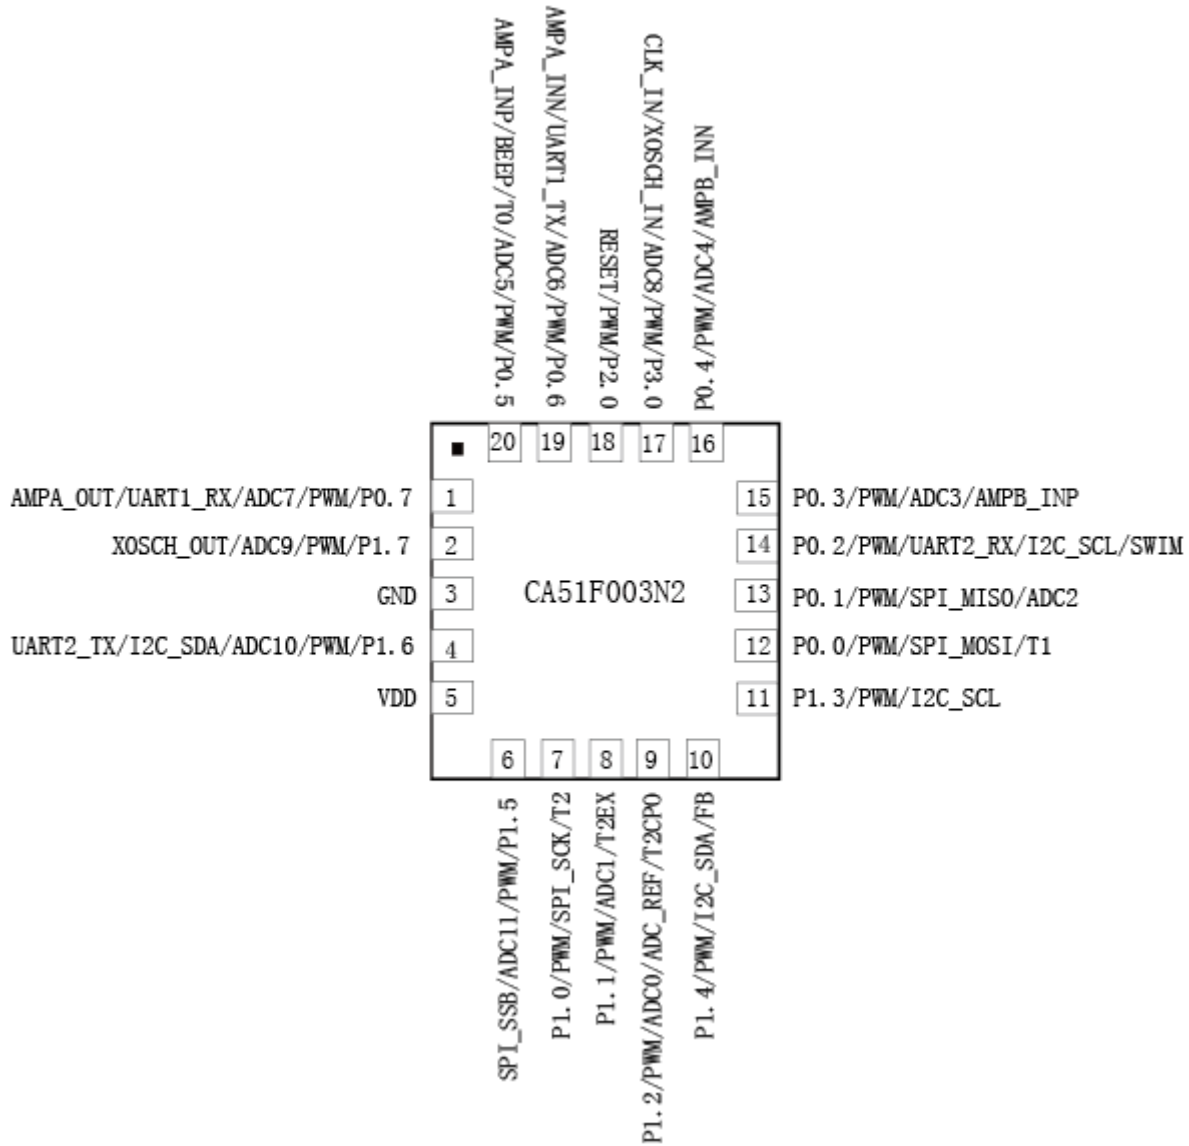 AMPA_INP/BEEP/T0/ADC5/PWM/P0.5
AMPA_INN/UART1_TX/ADC6/PWM/P0.6
RESET/PWM/P2.0
CLK_IN/XOSCH_IN/ADC8/PWM/P3.0
P0.4/PWM/ADC4/AMPB_INN
20 19 18 17 16
AMPA_OUT/UART1_RX/ADC7/PWM/P0.7 1
15 P0.3/PWM/ADC3/AMPB_INP
XOSCH_OUT/ADC9/PWM/P1.7 2
14 P0.2/PWM/UART2_RX/I2C_SCL/SWIM
GND 3
CA51F003N2
13 P0.1/PWM/SPI_MISO/ADC2
UART2_TX/I2C_SDA/ADC10/PWM/P1.6 4
12 P0.0/PWM/SPI_MOSI/T1
VDD 5
11 P1.3/PWM/I2C_SCL
6 7 8 9 10
SPI_SSB/ADC11/PWM/P1.5
P1.0/PWM/SPI_SCK/T2
P1.1/PWM/ADC1/T2EX
P1.2/PWM/ADC0/ADC_REF/T2CP0
P1.4/PWM/I2C_SDA/FB